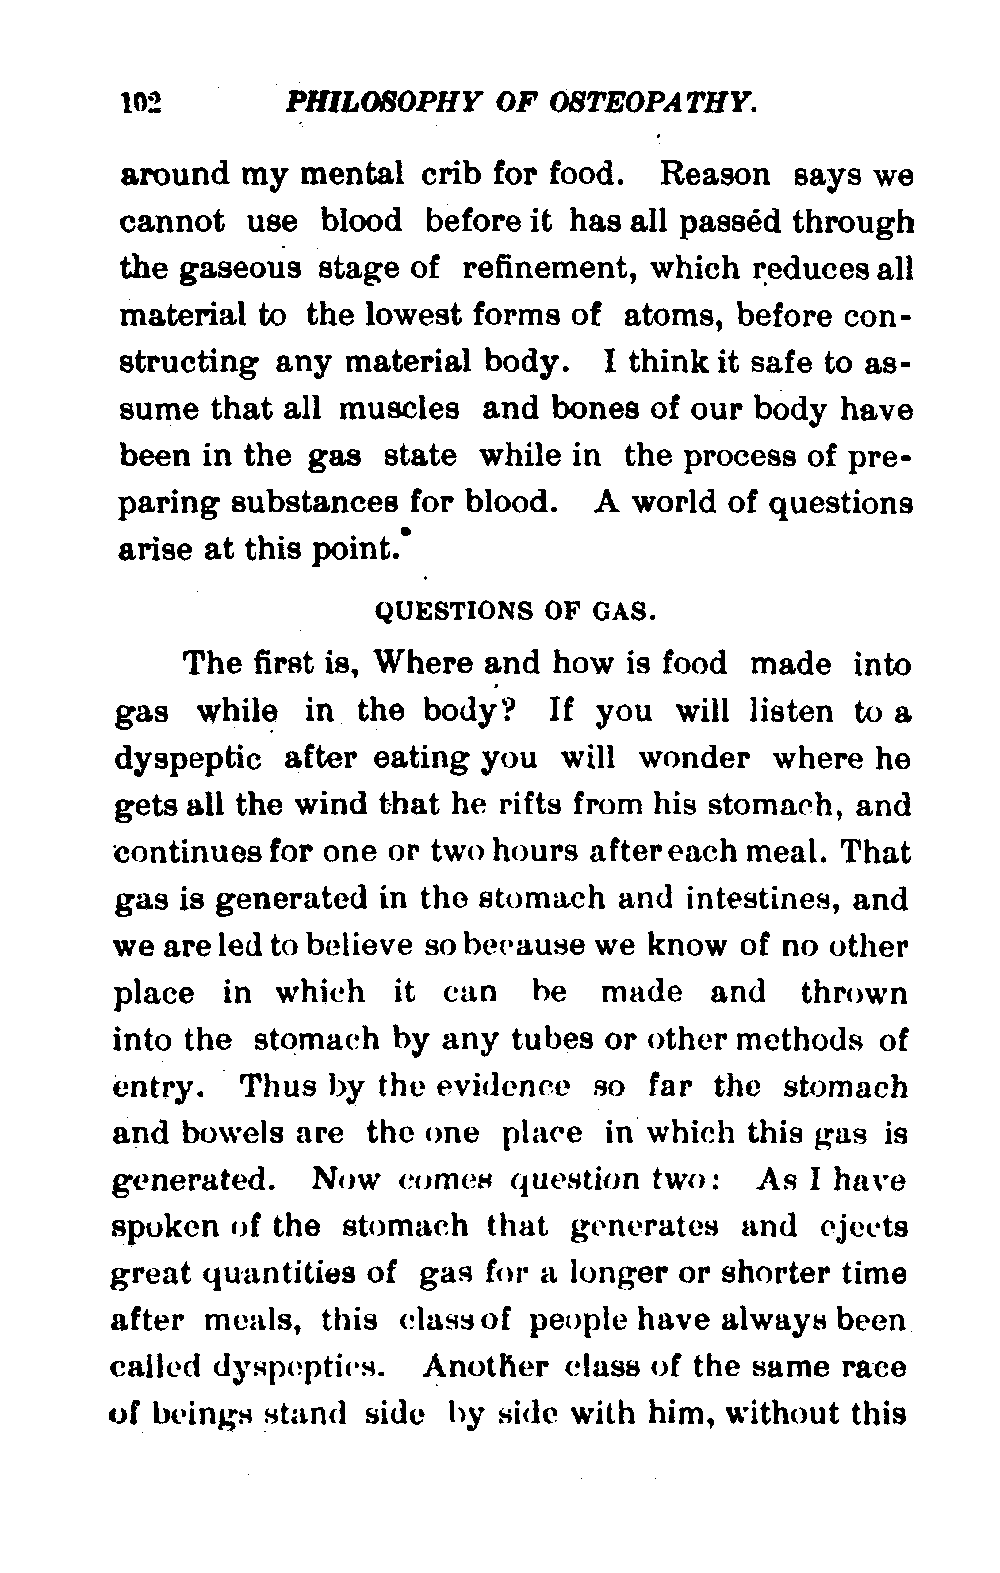 102 PHILOSOPHY OF OSTEOPATHY.
around my mental crib for food. Reason says we
cannot use blood before it has all passed through
the gaseous stage of refinement, which reduces all
material to the lowest forms of atoms, before con-
structing any material body. I think it safe to as-
sume that all muscles and bones of our body have
been in the gas state while in the process of pre-
paring substances for blood. A world of questions
arise at this point.
QUESTIONS OF GAS.
The first is, Where and how is food made into
gas while in the body? If you will listen to a
dyspeptic after eating you will wonder where he
gets all the wind that he rifts from his stomach, and
continues for one or two hours after each meal. That
gas is generated in the stomach and intestines, and
we are led to believe so because we know of no other
place in which it can be made and thrown
into the stomach by any tubes or other methods of
entry. Thus by the evidence so far the stomach
and bowels are the one place in which this gas is
generated. Now comes question two: As I have
spoken of the stomach that generates and ejects
great quantities of gas for a longer or shorter time
after meals, this class of people have always been
called dyspeptics. Another class of the same race
of beings stand side by side with him, without this